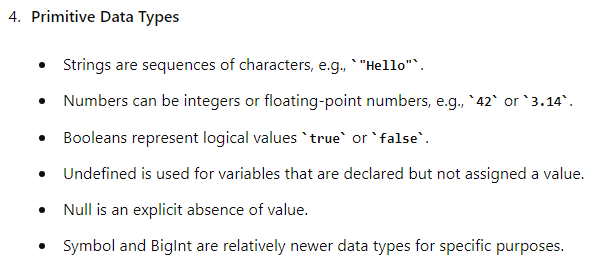 4. Primitive Data Types
• Strings are sequences of characters, e.g., `"Hello"`.
• Numbers can be integers or floating-point numbers, e.g., `42` or `3.14`.
• Booleans represent logical values `true` or `false`.
• Undefined is used for variables that are declared but not assigned a value.
• Null is an explicit absence of value.
• Symbol and BigInt are relatively newer data types for specific purposes.